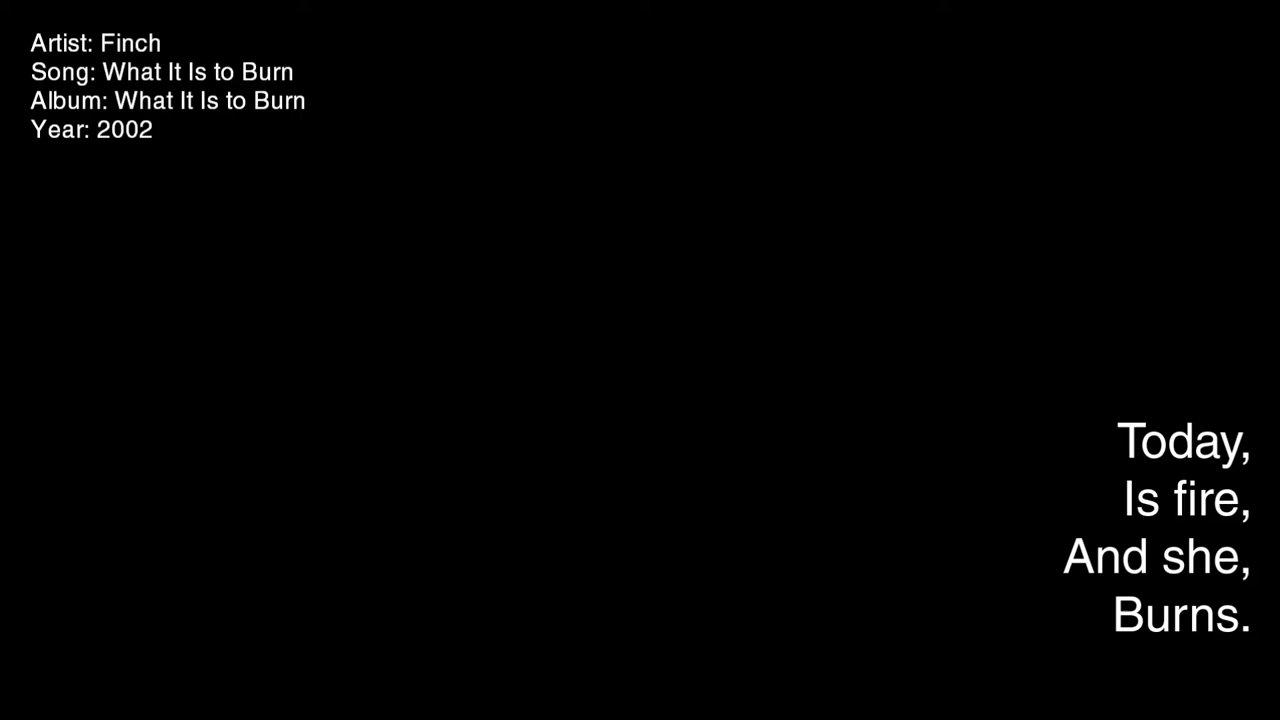 Artist: Finch
Song: What It Is to Burn
Album: What It Is to Burn
Year: 2002
Today,
Is fire,
And she,
Burns.